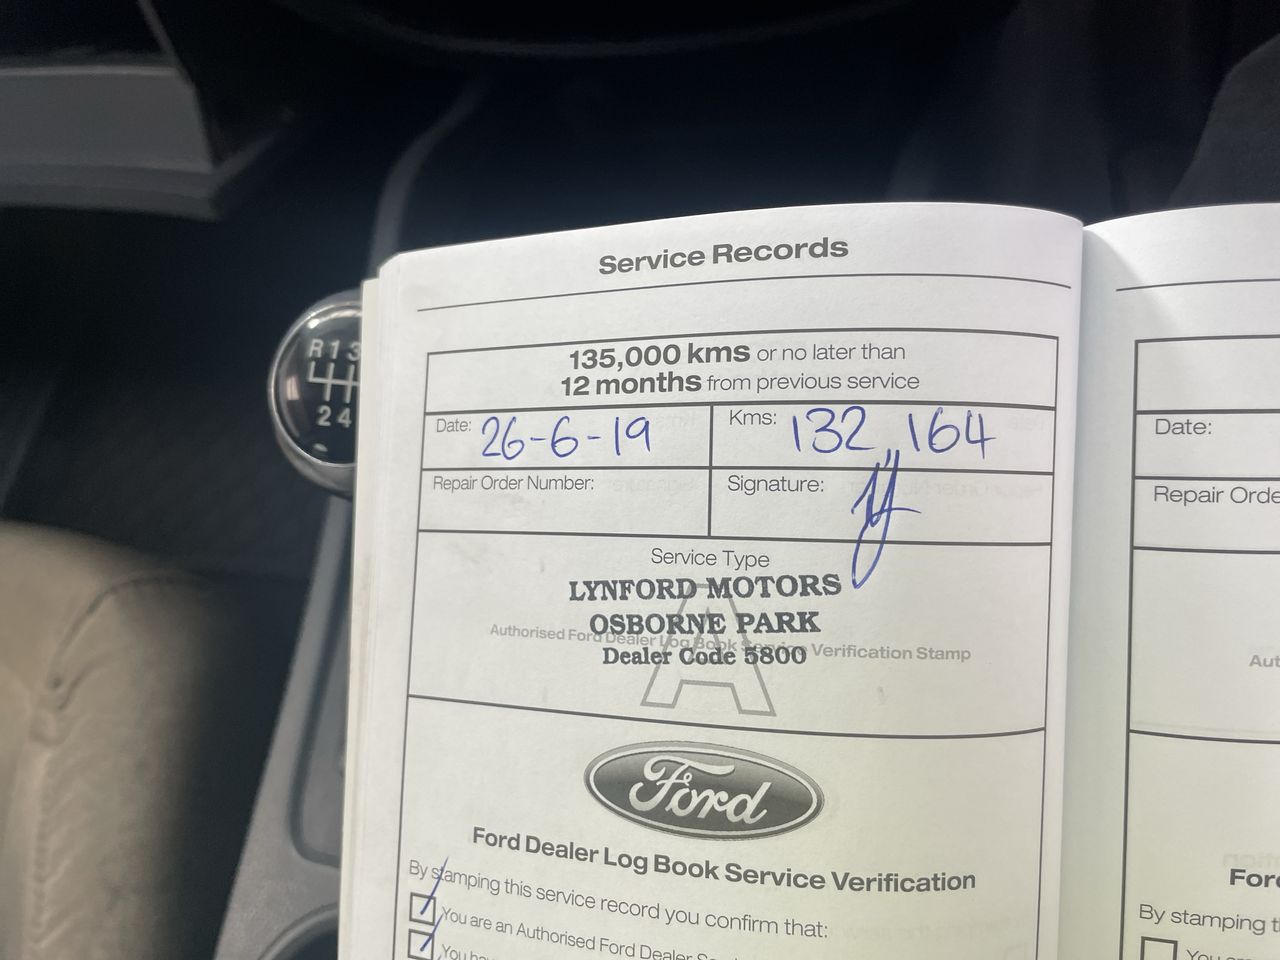 Service Records
135,000 kms or no later than
12 months from previous service
Date: 26-6-19
Kms: 132,164
Repair Order Number:
Signature:
Service Type
LYNFORD MOTORS
OSBORNE PARK
Authorised Ford Dealer Log Book Service Verification Stamp
Dealer Code 5800
A
Ford
Ford Dealer Log Book Service Verification
By stamping this service record you confirm that:
You are an Authorised Ford Dealer
You
Date:
Repair
By stamping
You
R 1 3
2 4